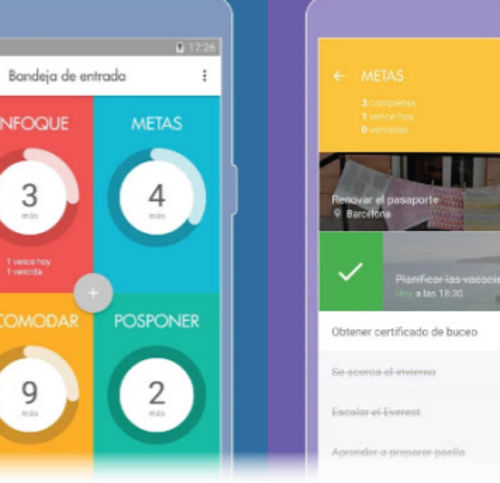 17:26
Bandeja de entrada
NFOQUE
METAS
3
más
4
más
1 vence hoy
1 vencida
+
COMODAR
POSPONER
9
más
2
más
METAS
3 completas
1 vence hoy
0 vencidas
Renovar el pasaporte
Barcelona
Planificar las vacacio
Hoy a las 18:30
Obtener certificado de buceo
Se acerca el invierno
Escalar el Everest
Aprender a preparar paella